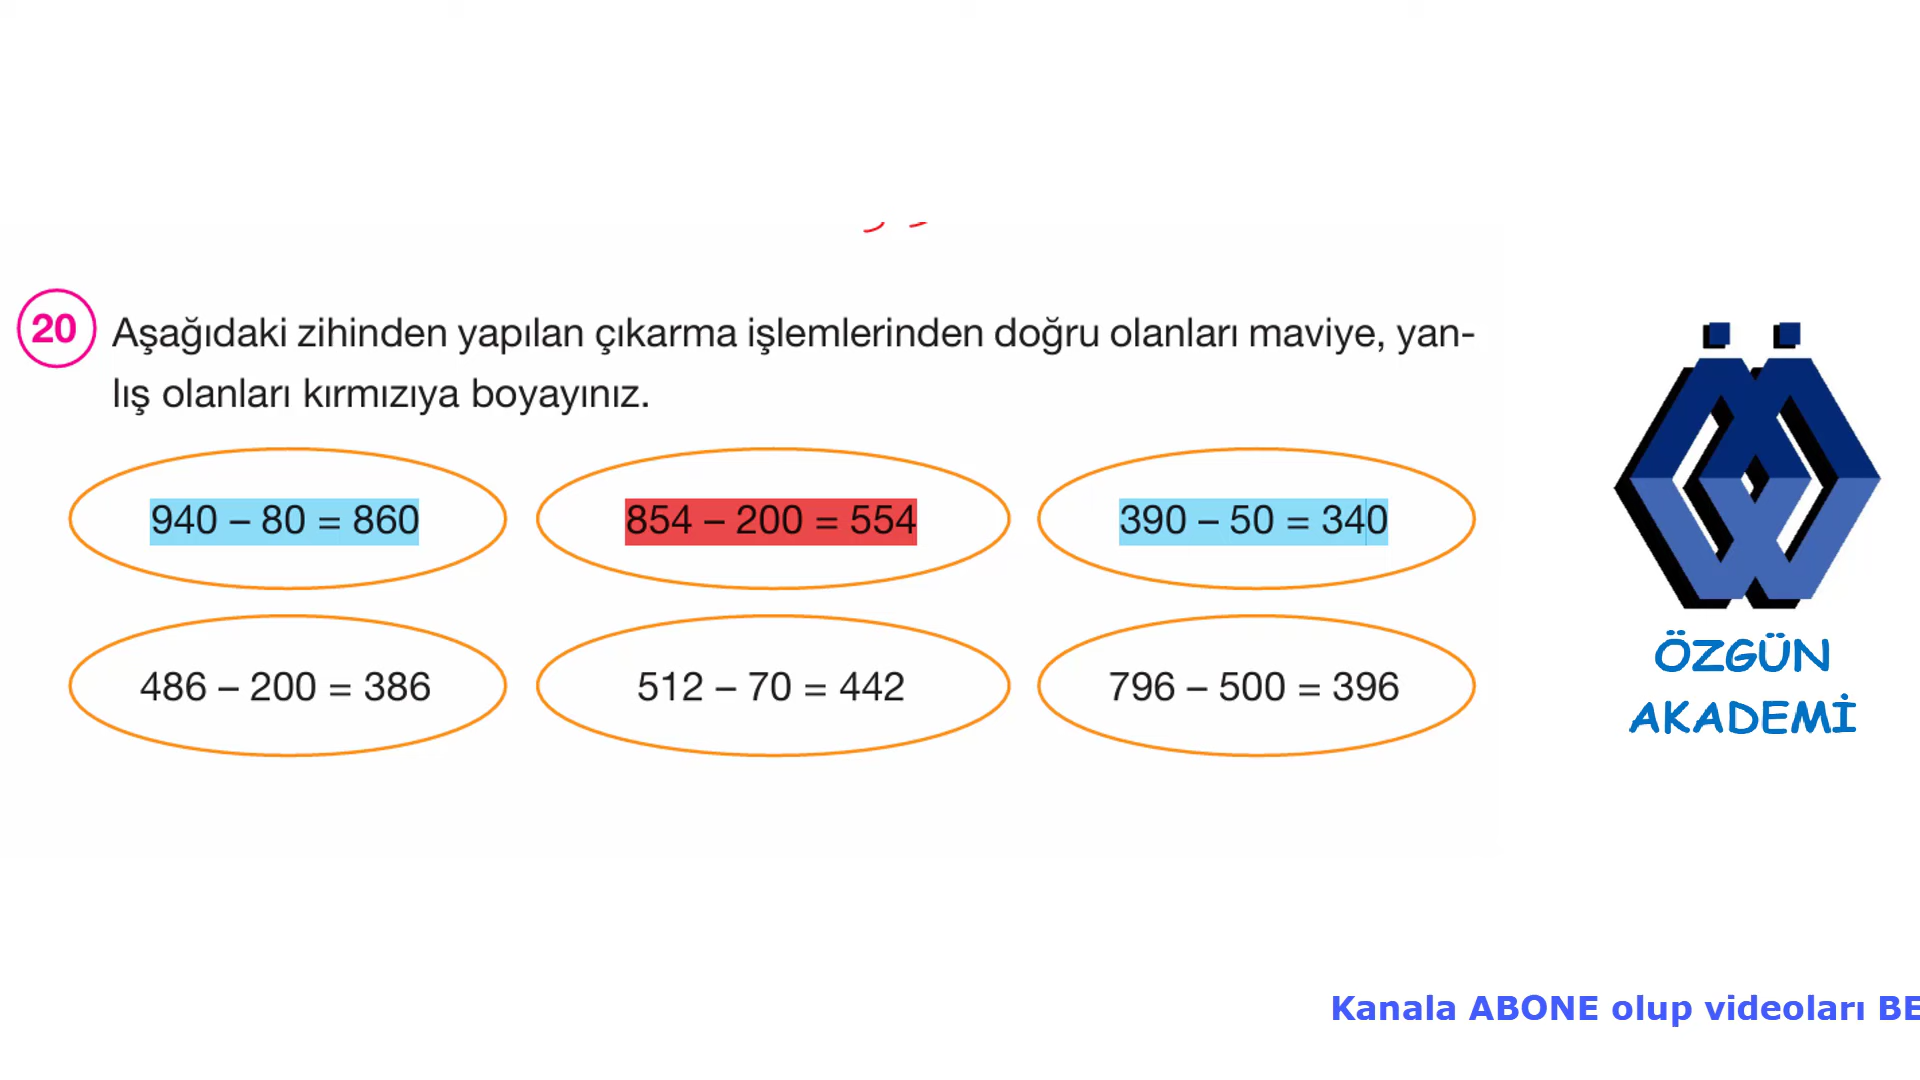 20 Aşağıdaki zihinden yapılan çıkarma işlemlerinden doğru olanları maviye, yan-
lış olanları kırmızıya boyayınız.
940 – 80 = 860 854 – 200 = 554 390 – 50 = 340
486 – 200 = 386 512 – 70 = 442 796 – 500 = 396
ÖZGÜN
AKADEMİ
Kanala ABONE olup videoları BE